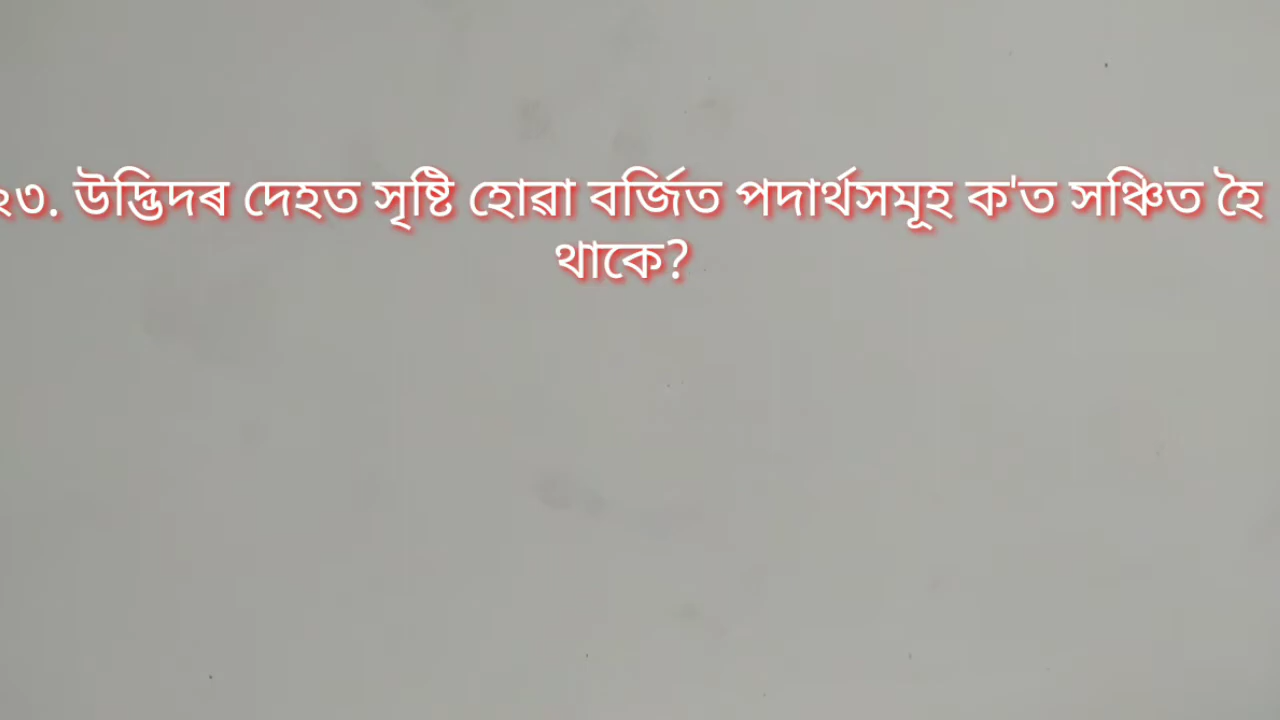 ২৩. উদ্ভিদৰ দেহত সৃষ্টি হোৱা বৰ্জিত পদাৰ্থসমূহ ক'ত সঞ্চিত হৈ
থাকে?